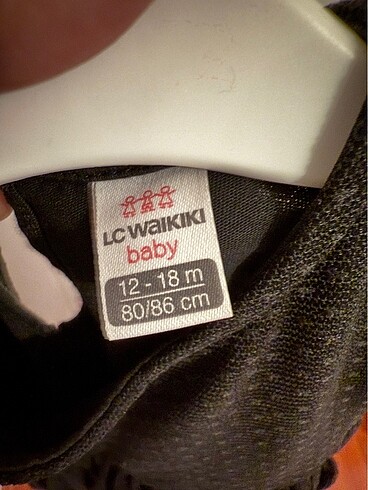 LC WAIKIKI
baby
12 - 18 m
80/86 cm